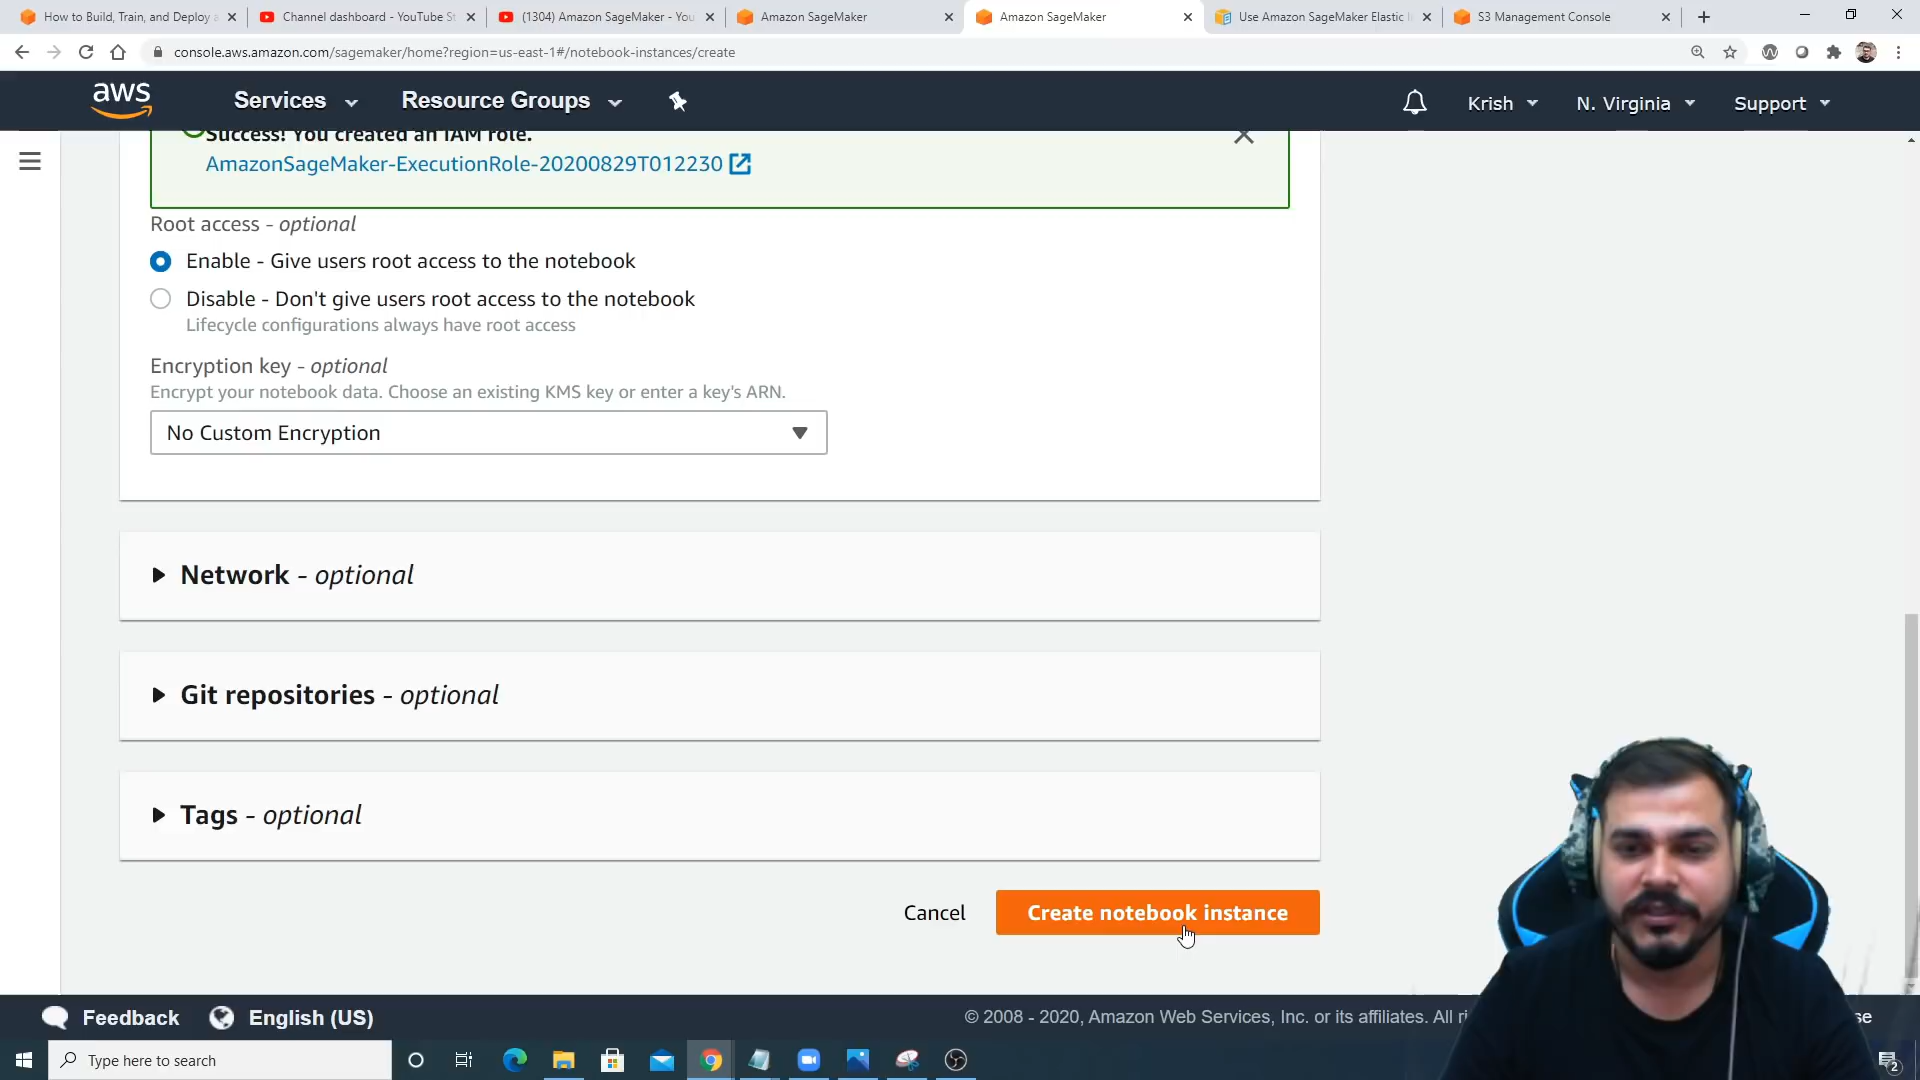 How to Build, Train, and Deploy
Channel dashboard - YouTube St
(1304) Amazon SageMaker - You
Amazon SageMaker
Amazon SageMaker
Use Amazon SageMaker Elastic
S3 Management Console
console.aws.amazon.com/sagemaker/home?region=us-east-1#/notebook-instances/create
aws
Services
Resource Groups
Krish
N. Virginia
Support
Success! You created an IAM role.
AmazonSageMaker-ExecutionRole-20200829T012230
Root access - optional
Enable - Give users root access to the notebook
Disable - Don't give users root access to the notebook
Lifecycle configurations always have root access
Encryption key - optional
Encrypt your notebook data. Choose an existing KMS key or enter a key's ARN.
No Custom Encryption
Network - optional
Git repositories - optional
Tags - optional
Cancel
Create notebook instance
Feedback
English (US)
© 2008 - 2020, Amazon Web Services, Inc. or its affiliates. All ri
se
Type here to search
2